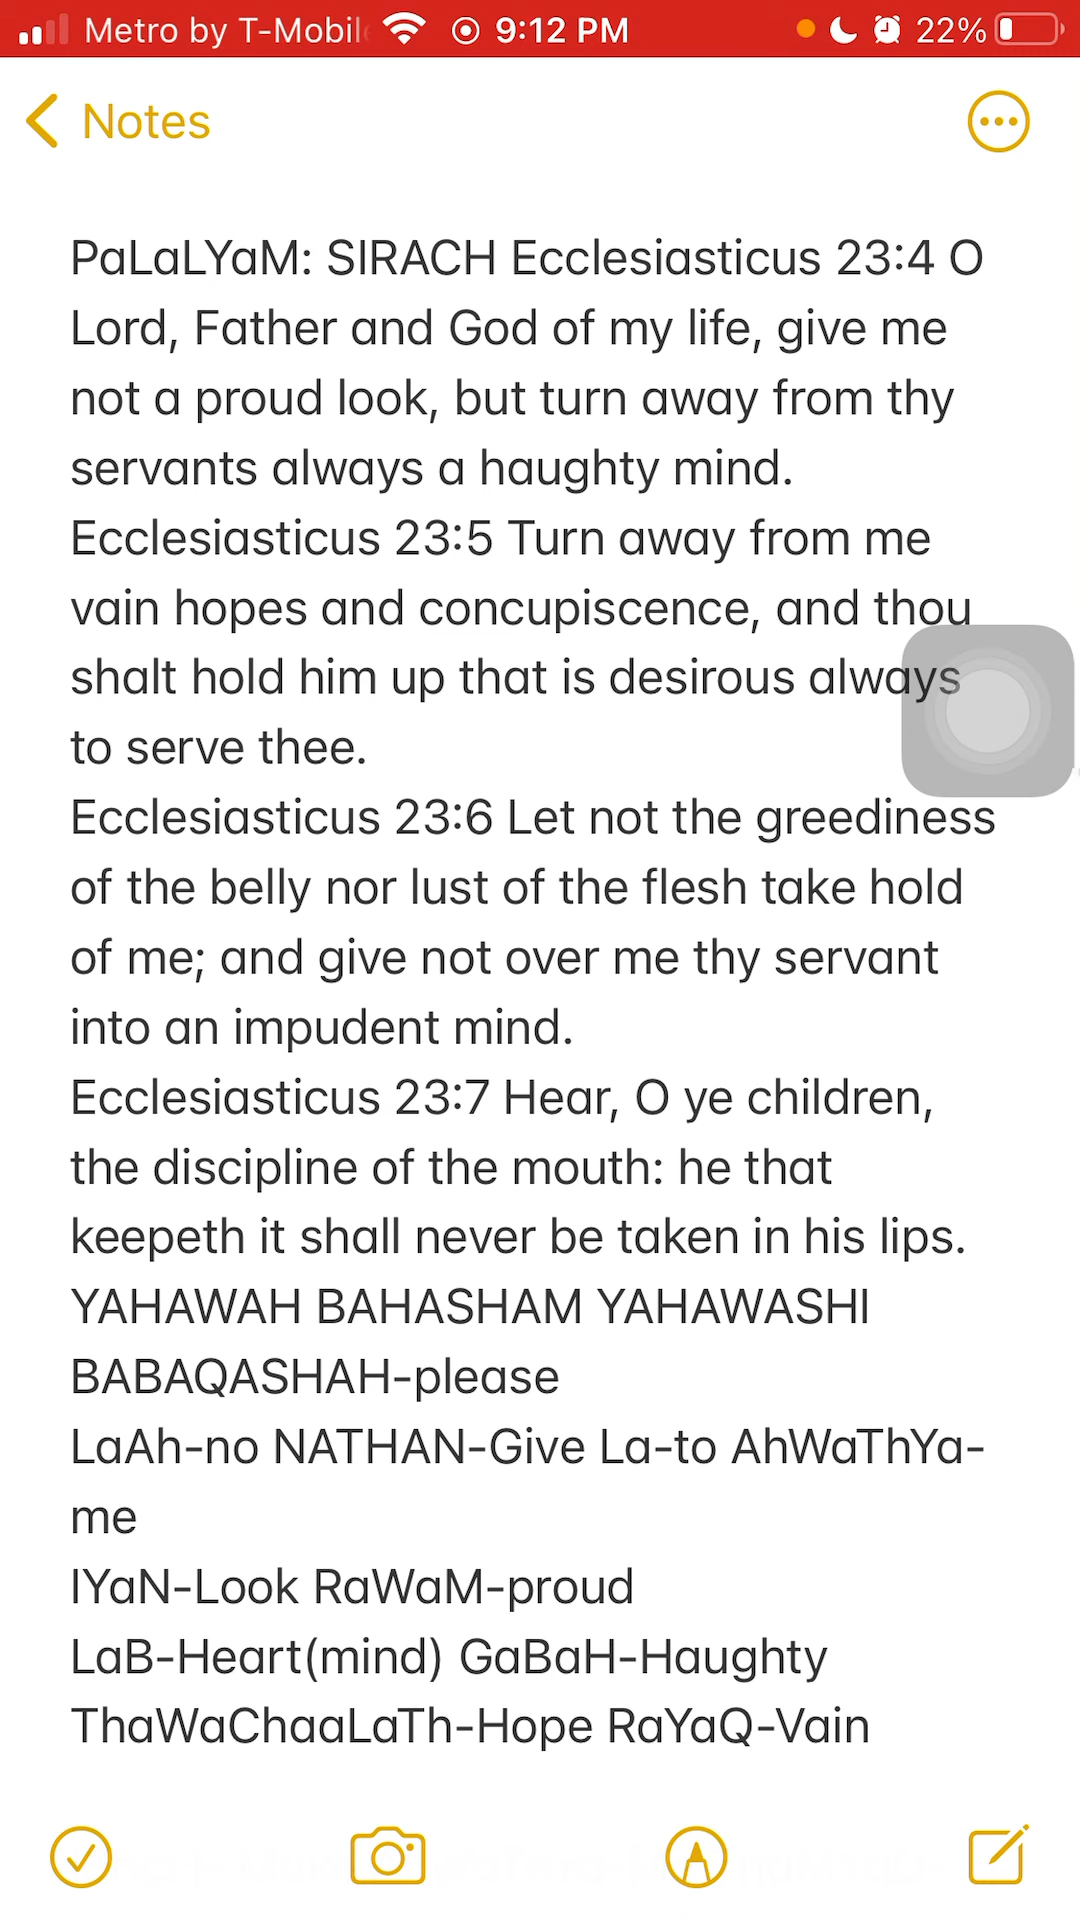 Metro by T-Mobil 9:12 PM 22%
Notes
PaLaLYaM: SIRACH Ecclesiasticus 23:4 O
Lord, Father and God of my life, give me
not a proud look, but turn away from thy
servants always a haughty mind.
Ecclesiasticus 23:5 Turn away from me
vain hopes and concupiscence, and thou
shalt hold him up that is desirous always
to serve thee.
Ecclesiasticus 23:6 Let not the greediness
of the belly nor lust of the flesh take hold
of me; and give not over me thy servant
into an impudent mind.
Ecclesiasticus 23:7 Hear, O ye children,
the discipline of the mouth: he that
keepeth it shall never be taken in his lips.
YAHAWAH BAHASHAM YAHAWASHI
BABAQASHAH-please
LaAh-no NATHAN-Give La-to AhWaThYa-
me
IYaN-Look RaWaM-proud
LaB-Heart(mind) GaBaH-Haughty
ThaWaChaaLaTh-Hope RaYaQ-Vain